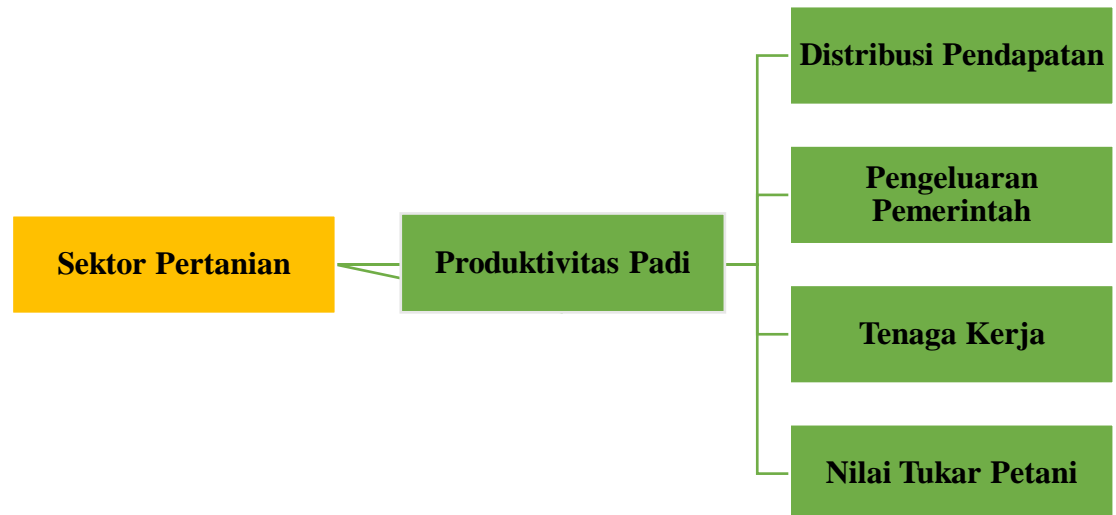 Sektor Pertanian
Produktivitas Padi
Distribusi Pendapatan
Pengeluaran
Pemerintah
Tenaga Kerja
Nilai Tukar Petani